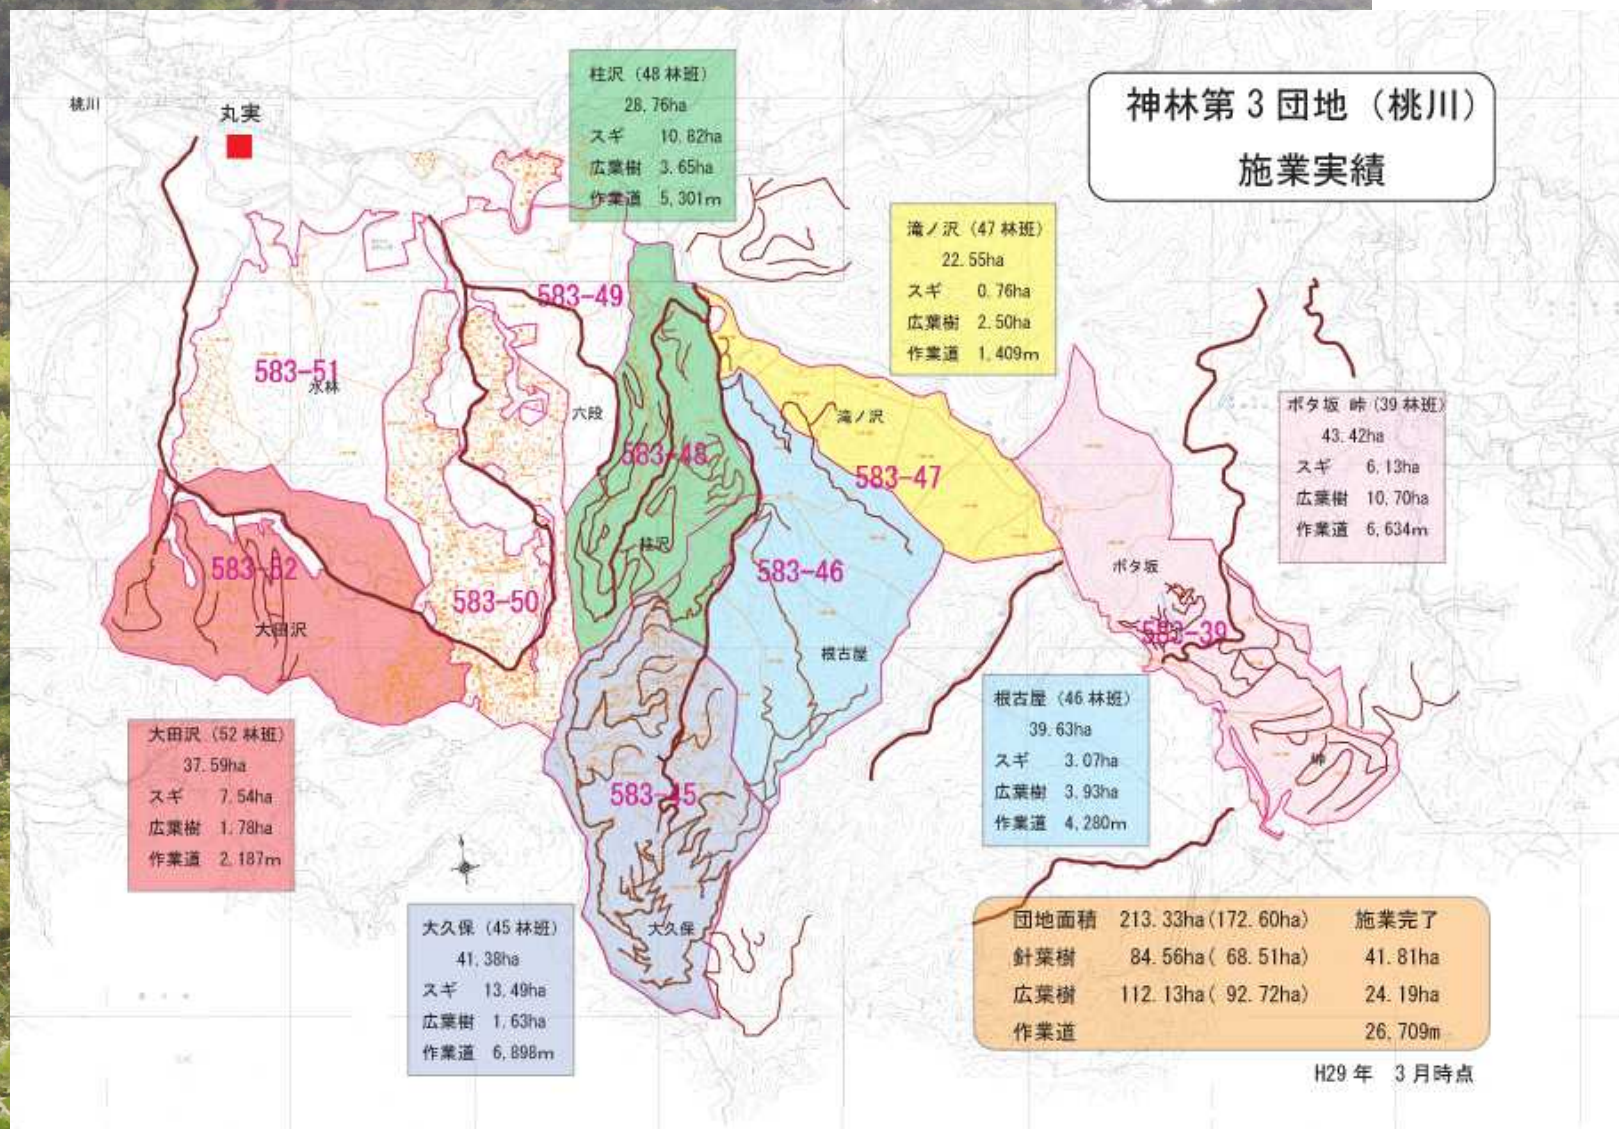 神林第3団地（桃川）
施業実績
桃川
丸実
柱沢（48林班）
28.76ha
スギ 10.82ha
広葉樹 3.65ha
作業道 5,301m
滝ノ沢（47林班）
22.55ha
スギ 0.76ha
広葉樹 2.50ha
作業道 1,409m
ボタ坂 峠（39林班）
43.42ha
スギ 6.13ha
広葉樹 10.70ha
作業道 6,634m
583-49
583-51
水林
六段
滝ノ沢
583-48
583-47
柱沢
583-46
ボタ坂
583-52
583-50
大田沢
583-39
根古屋
峠
583-45
大久保
大田沢（52林班）
37.59ha
スギ 7.54ha
広葉樹 1.78ha
作業道 2,187m
根古屋（46林班）
39.63ha
スギ 3.07ha
広葉樹 3.93ha
作業道 4,280m
大久保（45林班）
41.38ha
スギ 13.49ha
広葉樹 1.63ha
作業道 6,898m
団地面積 213.33ha(172.60ha) 施業完了
針葉樹 84.56ha( 68.51ha) 41.81ha
広葉樹 112.13ha( 92.72ha) 24.19ha
作業道 26,709m
H29年 3月時点